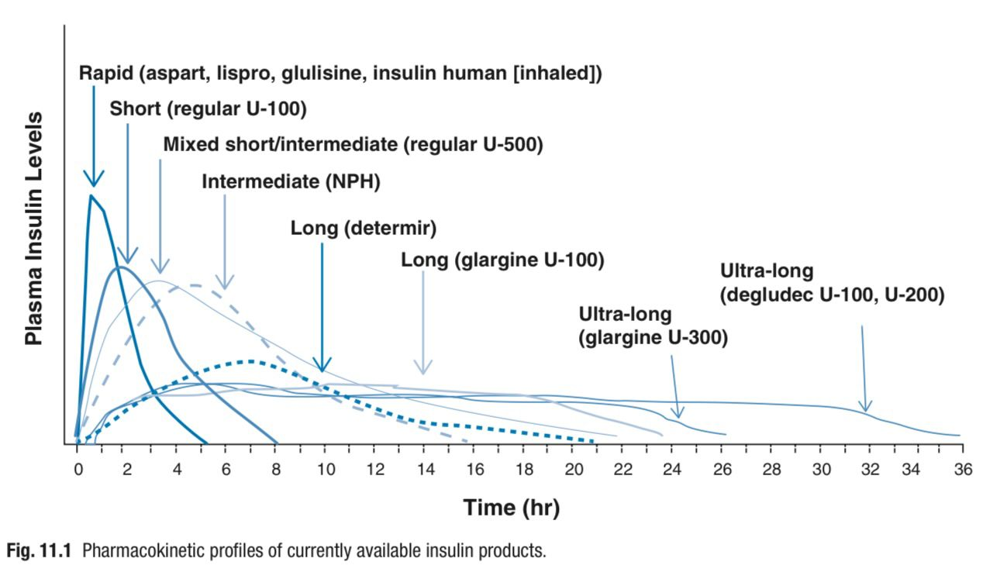 Rapid (aspart, lispro, glulisine, insulin human [inhaled])
Short (regular U-100)
Mixed short/intermediate (regular U-500)
Intermediate (NPH)
Long (determir)
Long (glargine U-100)
Ultra-long
(degludec U-100, U-200)
Ultra-long
(glargine U-300)
Plasma Insulin Levels
0 2 4 6 8 10 12 14 16 18 20 22 24 26 28 30 32 34 36
Time (hr)
Fig. 11.1 Pharmacokinetic profiles of currently available insulin products.